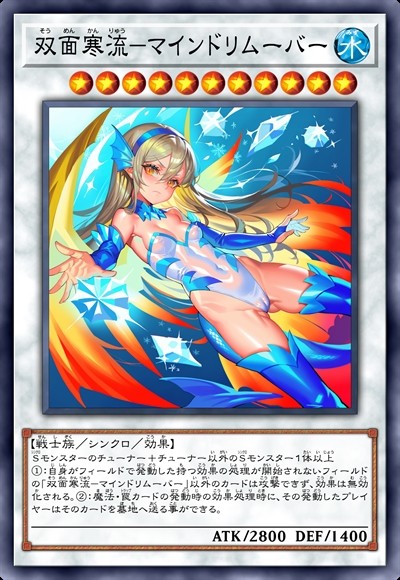 双面寒流-マインドリムーバー
水
【戦士族/シンクロ/効果】
Sモンスターのチューナー+チューナー以外のSモンスター1体以上
①:自身がフィールドで発動した持つ効果の処理が開始されないフィールド
の「双面寒流-マインドリムーバー」以外のカードは攻撃できず、効果は無効
化される。②:魔法・罠カードの発動時の効果処理時に、その発動したプレイ
ヤーはそのカードを墓地へ送る事ができる。
ATK/2800 DEF/1400